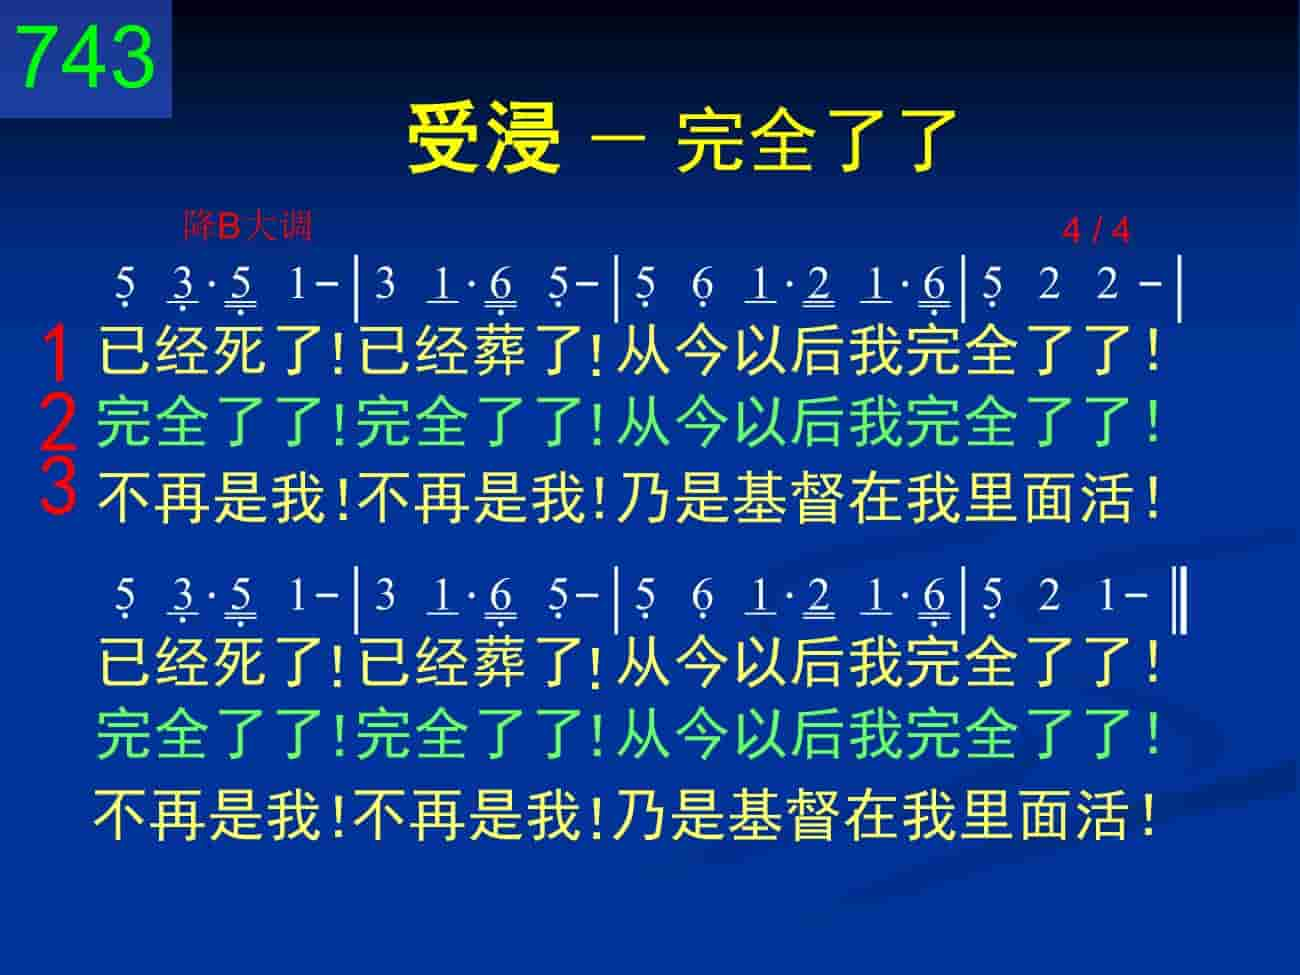 743
受浸 － 完全了了
降B大调 4 / 4
5 3 · 5 1 – | 3 1 · 6 5 – | 5 6 1 · 2 1 · 6 | 5 2 2 – |
1 已经死了!已经葬了!从今以后我完全了了!
2 完全了了!完全了了!从今以后我完全了了!
3 不再是我!不再是我!乃是基督在我里面活!
5 3 · 5 1 – | 3 1 · 6 5 – | 5 6 1 · 2 1 · 6 | 5 2 1 – ‖
已经死了!已经葬了!从今以后我完全了了!
完全了了!完全了了!从今以后我完全了了!
不再是我!不再是我!乃是基督在我里面活!